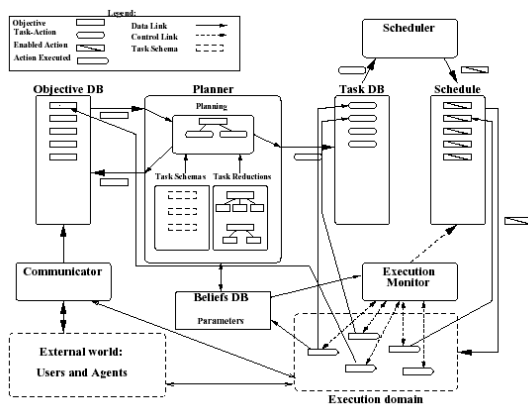 Legend:
Objective
Task-Action
Enabled Action
Action Executed
Data Link
Control Link
Task Schema
Scheduler
Objective DB
Planner
Task DB
Schedule
Planning
Task Schemas
Task Reductions
Communicator
Beliefs DB
Parameters
Execution
Monitor
External world:
Users and Agents
Execution domain